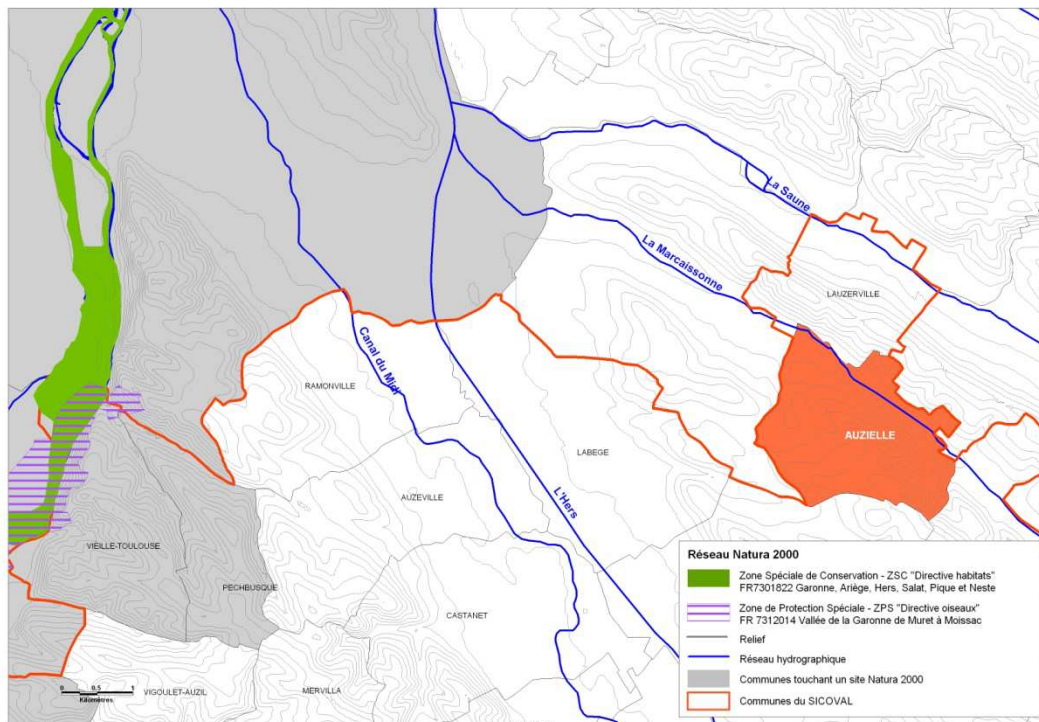 La Saune
La Marcaissonne
LAUZERVILLE
Canal du Midi
RAMONVILLE
AUZIELLE
LABEGE
AUZEVILLE
L'Hers
VIEILLE-TOULOUSE
PECHBUSQUE
CASTANET
VIGOULET-AUZIL
MERVILLA
0 0,5 1
Kilomètres
Réseau Natura 2000
Zone Spéciale de Conservation - ZSC "Directive habitats"
FR7301822 Garonne, Ariège, Hers, Salat, Pique et Neste
Zone de Protection Spéciale - ZPS "Directive oiseaux"
FR 7312014 Vallée de la Garonne de Muret à Moissac
Relief
Réseau hydrographique
Communes touchant un site Natura 2000
Communes du SICOVAL